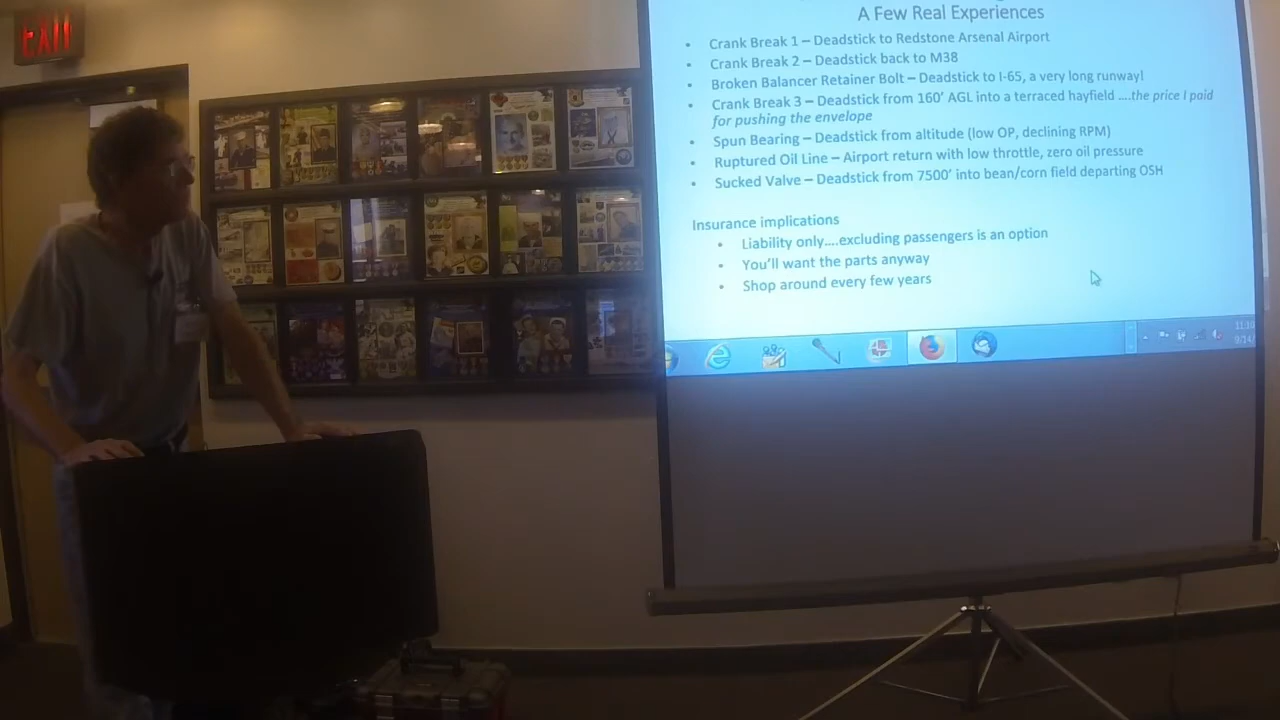 EXIT
A Few Real Experiences
• Crank Break 1 – Deadstick to Redstone Arsenal Airport
• Crank Break 2 – Deadstick back to M38
• Broken Balancer Retainer Bolt – Deadstick to I-65, a very long runway!
• Crank Break 3 – Deadstick from 160' AGL into a terraced hayfield ....the price I paid
for pushing the envelope
• Spun Bearing – Deadstick from altitude (low OP, declining RPM)
• Ruptured Oil Line – Airport return with low throttle, zero oil pressure
• Sucked Valve – Deadstick from 7500' into bean/corn field departing OSH
Insurance implications
• Liability only....excluding passengers is an option
• You'll want the parts anyway
• Shop around every few years